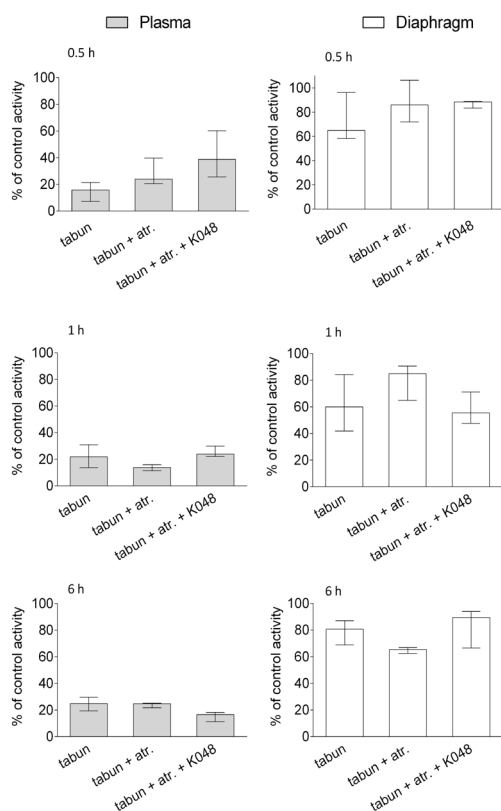 Plasma
Diaphragm
0.5 h
% of control activity
100
80
60
40
20
0
tabun
tabun + atr.
tabun + atr. + K048
0.5 h
% of control activity
100
80
60
40
20
0
tabun
tabun + atr.
tabun + atr. + K048
1 h
% of control activity
100
80
60
40
20
0
tabun
tabun + atr.
tabun + atr. + K048
1 h
% of control activity
100
80
60
40
20
0
tabun
tabun + atr.
tabun + atr. + K048
6 h
% of control activity
100
80
60
40
20
0
tabun
tabun + atr.
tabun + atr. + K048
6 h
% of control activity
100
80
60
40
20
0
tabun
tabun + atr.
tabun + atr. + K048